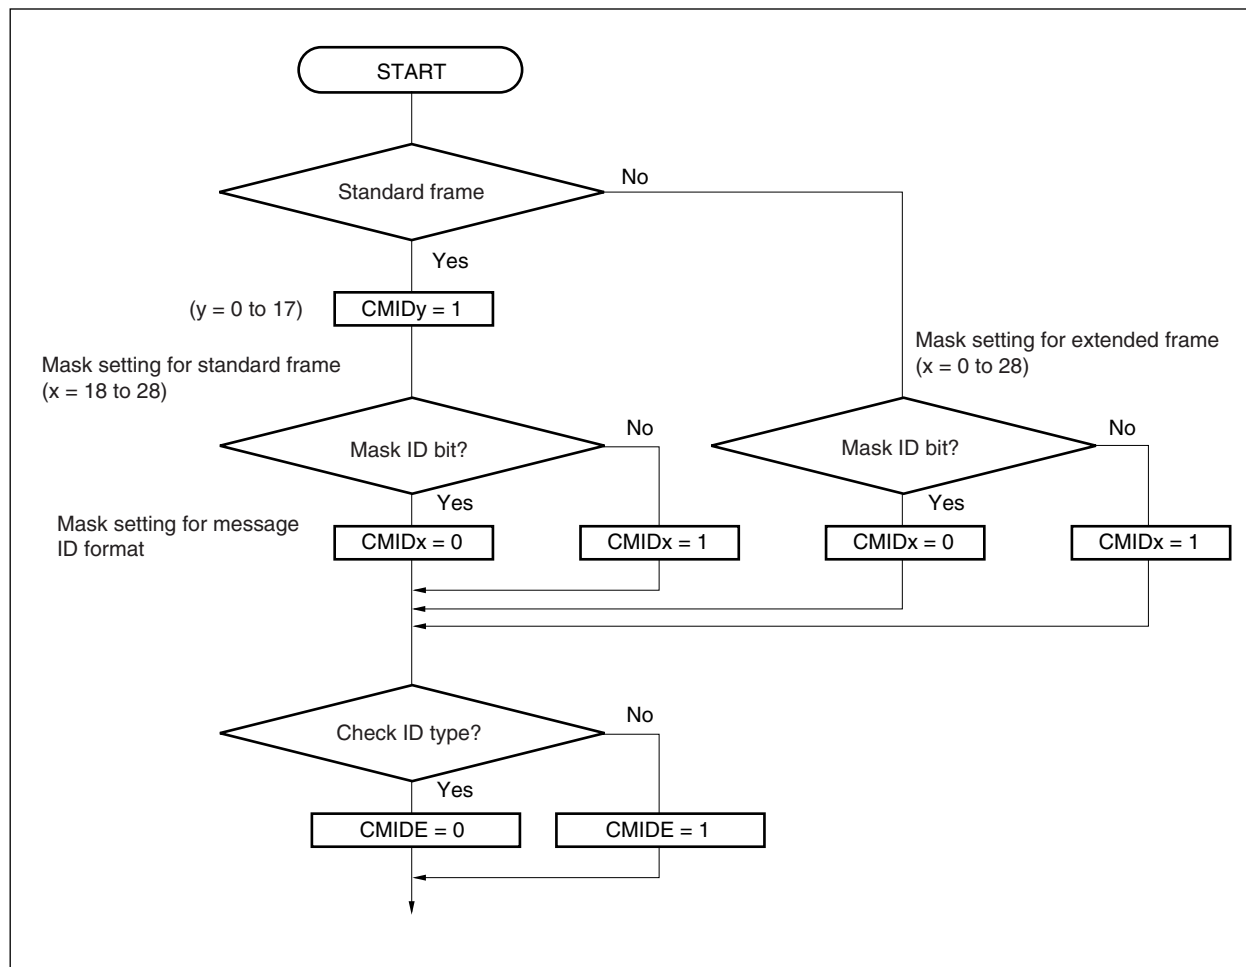 START
Standard frame
No
Yes
(y = 0 to 17)
CMIDy = 1
Mask setting for standard frame
(x = 18 to 28)
Mask setting for extended frame
(x = 0 to 28)
Mask ID bit?
No
Yes
Mask ID bit?
No
Yes
Mask setting for message
ID format
CMIDx = 0
CMIDx = 1
CMIDx = 0
CMIDx = 1
Check ID type?
No
Yes
CMIDE = 0
CMIDE = 1